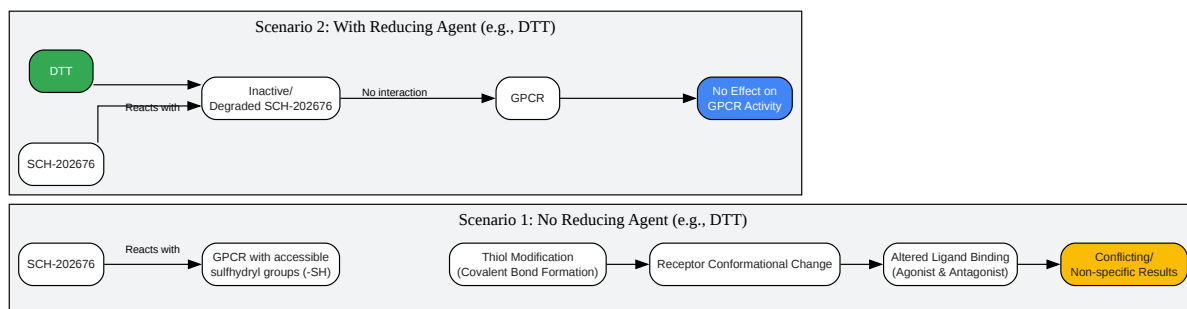 Scenario 2: With Reducing Agent (e.g., DTT)
DTT
Reacts with
SCH-202676
Inactive/
Degraded SCH-202676
No interaction
GPCR
No Effect on
GPCR Activity
Scenario 1: No Reducing Agent (e.g., DTT)
SCH-202676
Reacts with
GPCR with accessible
sulfhydryl groups (-SH)
Thiol Modification
(Covalent Bond Formation)
Receptor Conformational Change
Altered Ligand Binding
(Agonist & Antagonist)
Conflicting/
Non-specific Results